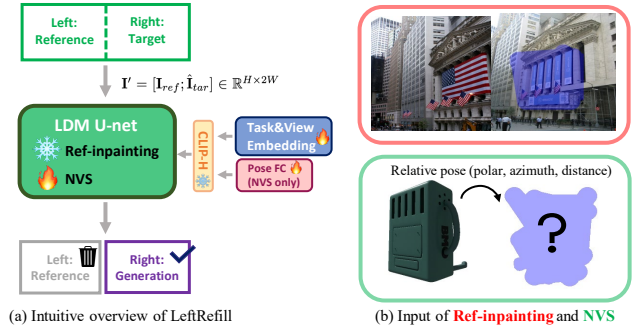 Left:
Reference
Right:
Target
I′ = [I_ref; Î_tar] ∈ ℝ^{H×2W}
LDM U-net
Ref-inpainting
NVS
CLIP-H
Task&View
Embedding
Pose FC
(NVS only)
Left:
Reference
Right:
Generation
(a) Intuitive overview of LeftRefill
Relative pose (polar, azimuth, distance)
BMO
?
(b) Input of Ref-inpainting and NVS